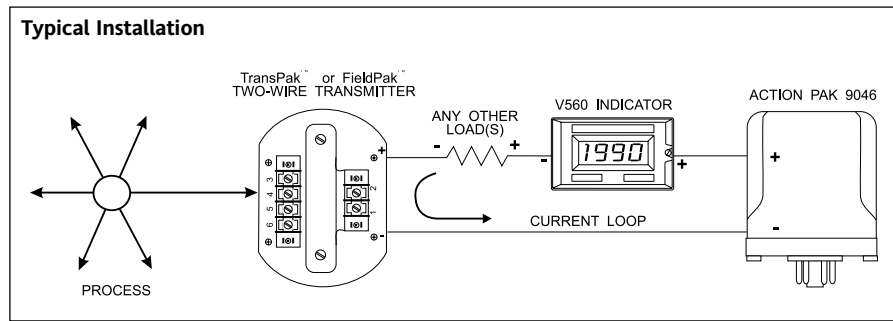 Typical Installation
TransPak™ or FieldPak™
TWO-WIRE TRANSMITTER
ANY OTHER
LOAD(S)
V560 INDICATOR
ACTION PAK 9046
- +
1990
- +
+
-
+
-
3
4
5
6
2
1
CURRENT LOOP
PROCESS